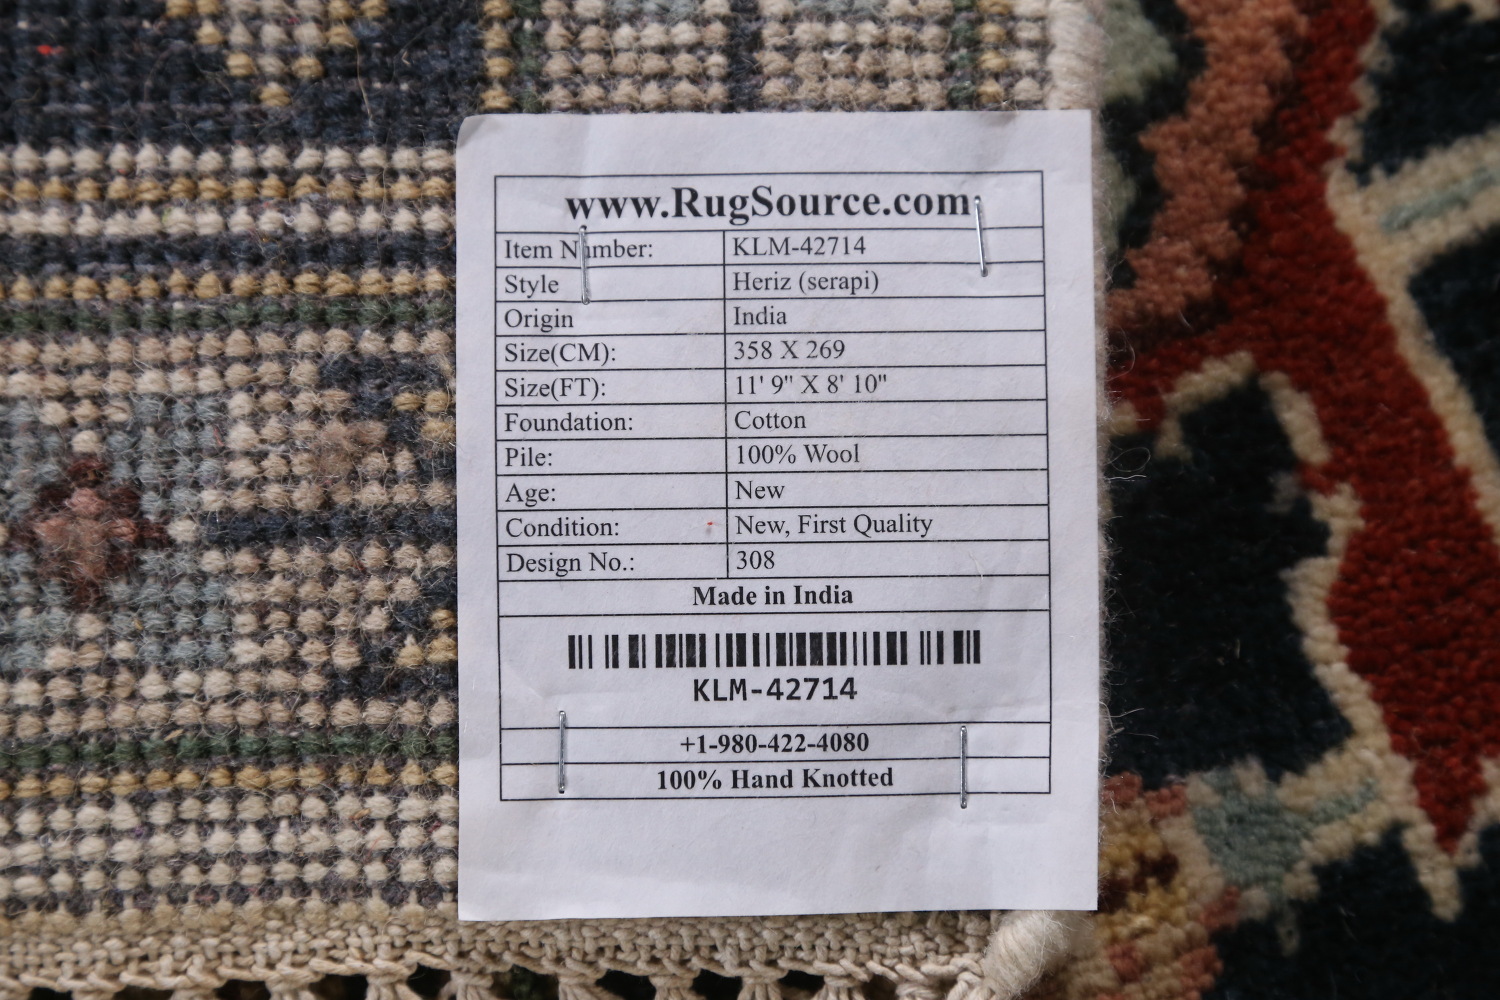 www.RugSource.com
Item Number: KLM-42714
Style Heriz (serapi)
Origin India
Size(CM): 358 X 269
Size(FT): 11' 9" X 8' 10"
Foundation: Cotton
Pile: 100% Wool
Age: New
Condition: New, First Quality
Design No.: 308
Made in India
KLM-42714
+1-980-422-4080
100% Hand Knotted